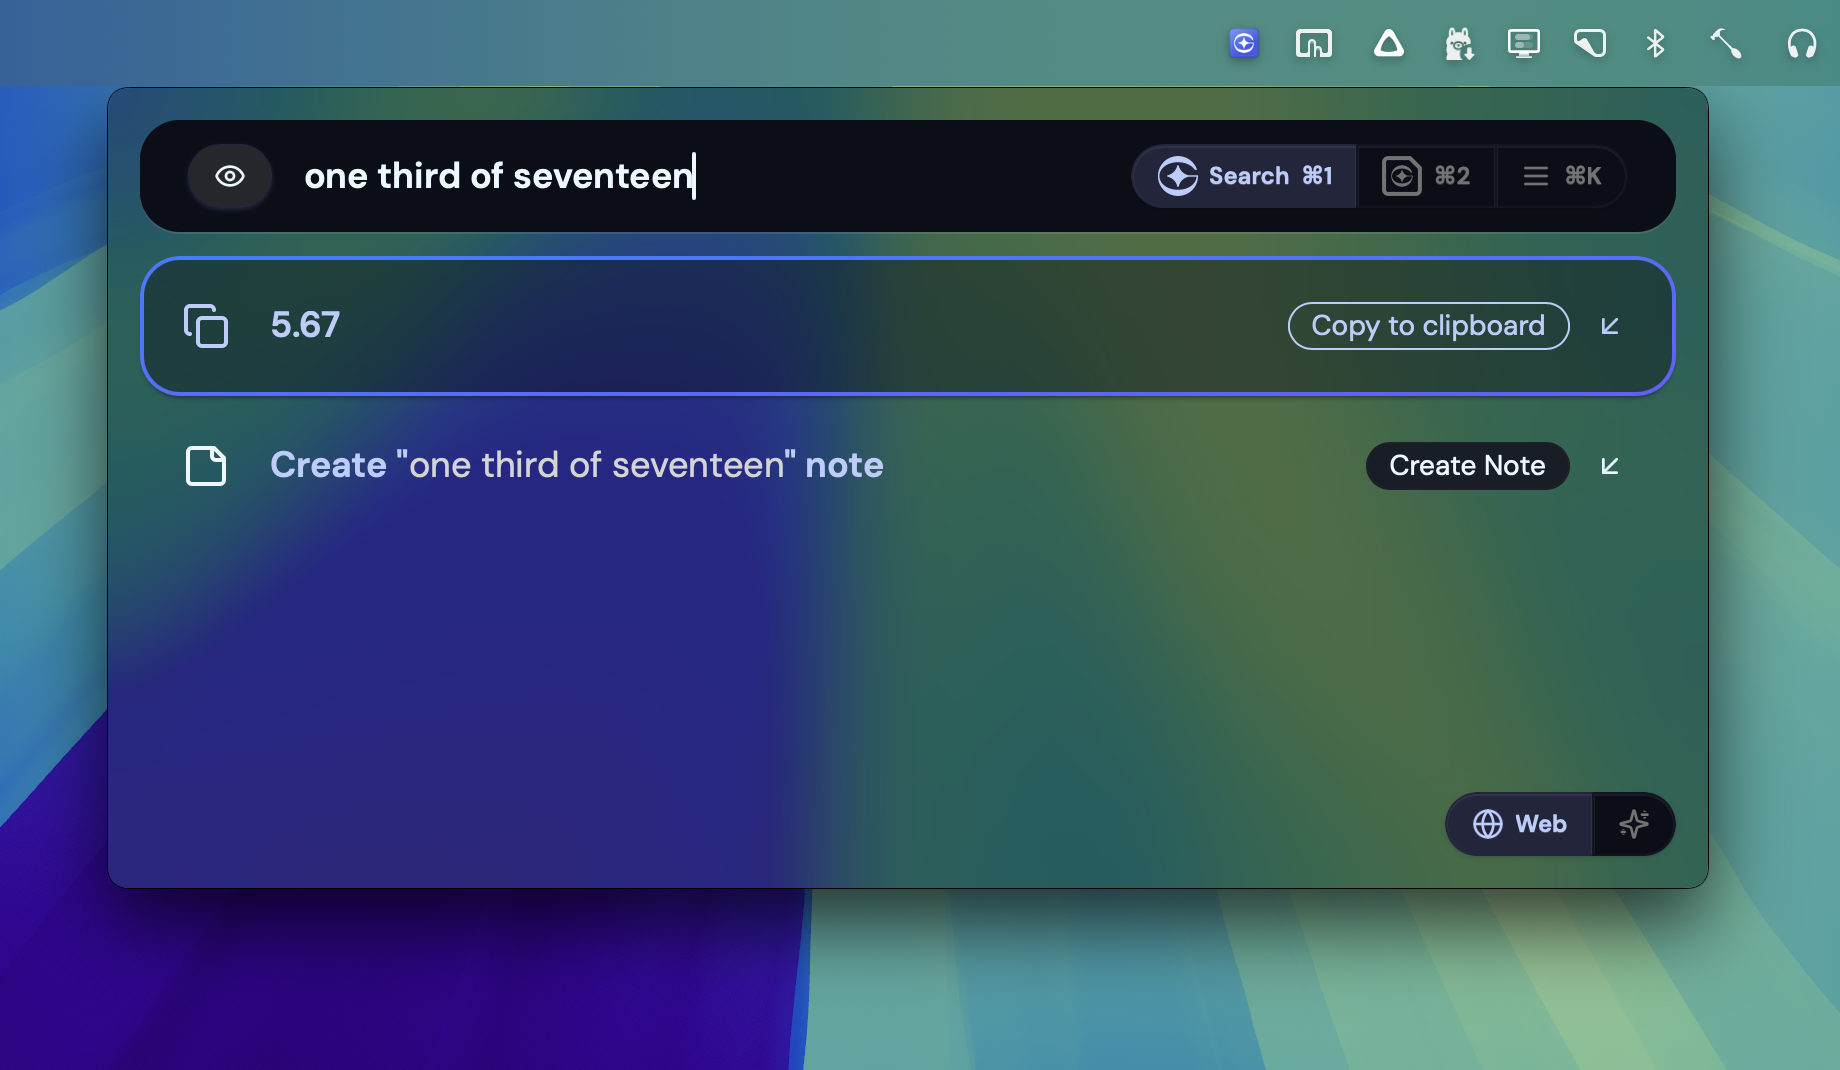 one third of seventeen
Search ⌘1 ⌘2 ⌘K
5.67 Copy to clipboard
Create "one third of seventeen" note Create Note
Web